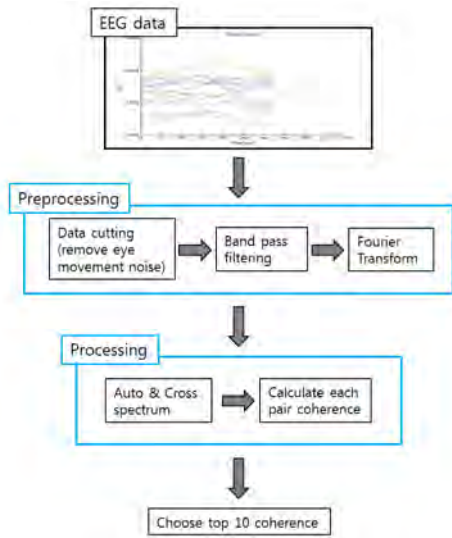 EEG data
Preprocessing
Data cutting
(remove eye
movement noise)
Band pass
filtering
Fourier
Transform
Processing
Auto & Cross
spectrum
Calculate each
pair coherence
Choose top 10 coherence